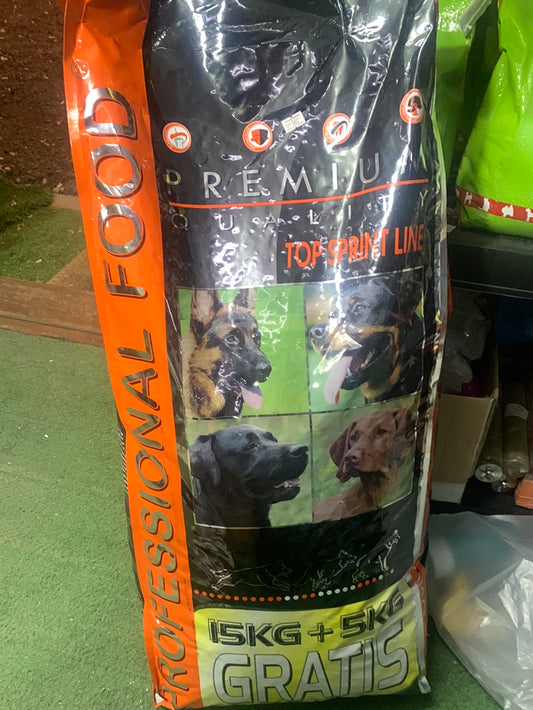 PROFESSIONAL FOOD
PREMIUM
QUALITY
TOP SPRINT LINE
15KG + 5KG
GRATIS